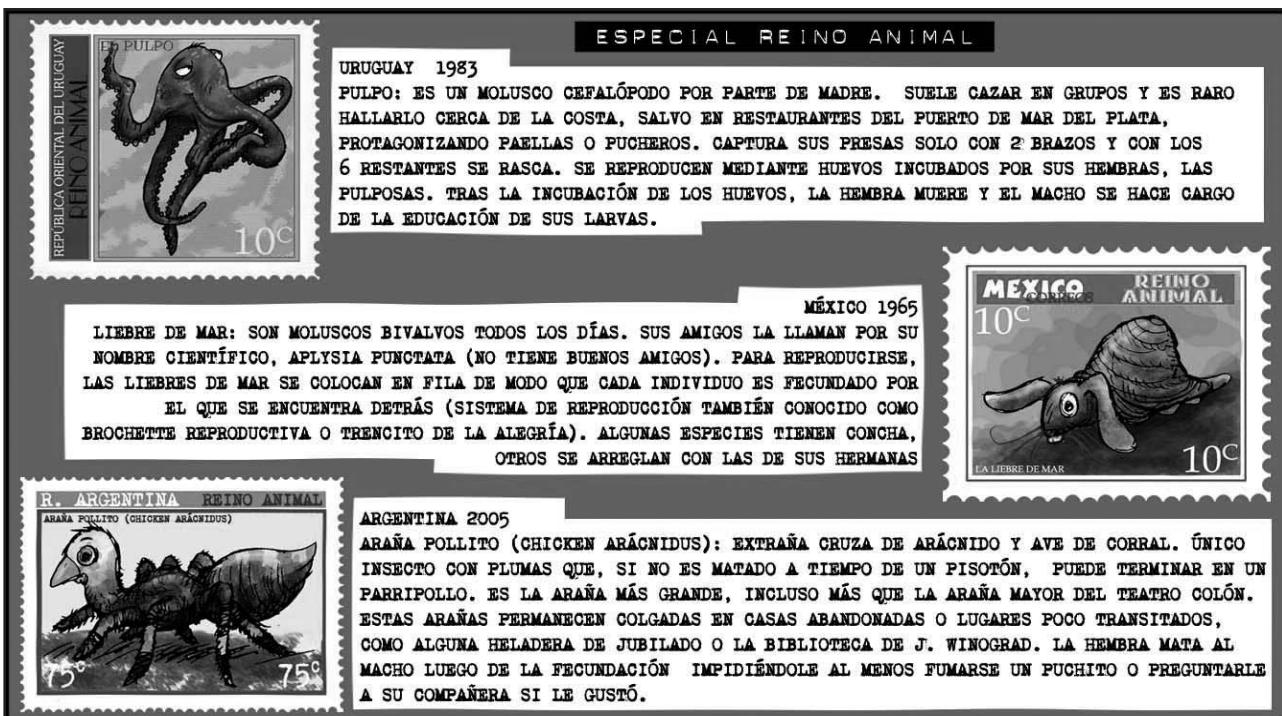 ESPECIAL REINO ANIMAL
REPÚBLICA ORIENTAL DEL URUGUAY
REINO ANIMAL
EL PULPO
10C
URUGUAY 1983
PULPO: ES UN MOLUSCO CEFALÓPODO POR PARTE DE MADRE. SUELE CAZAR EN GRUPOS Y ES RARO
HALLARLO CERCA DE LA COSTA, SALVO EN RESTAURANTES DEL PUERTO DE MAR DEL PLATA,
PROTAGONIZANDO PAELLAS O PUCHEROS. CAPTURA SUS PRESAS SOLO CON 2 BRAZOS Y CON LOS
6 RESTANTES SE RASCA. SE REPRODUCEN MEDIANTE HUEVOS INCUBADOS POR SUS HEMBRAS, LAS
PULPOSAS. TRAS LA INCUBACIÓN DE LOS HUEVOS, LA HEMBRA MUERE Y EL MACHO SE HACE CARGO
DE LA EDUCACIÓN DE SUS LARVAS.
MÉXICO 1965
LIEBRE DE MAR: SON MOLUSCOS BIVALVOS TODOS LOS DÍAS. SUS AMIGOS LA LLAMAN POR SU
NOMBRE CIENTÍFICO, APLYSIA PUNCTATA (NO TIENE BUENOS AMIGOS). PARA REPRODUCIRSE,
LAS LIEBRES DE MAR SE COLOCAN EN FILA DE MODO QUE CADA INDIVIDUO ES FECUNDADO POR
EL QUE SE ENCUENTRA DETRÁS (SISTEMA DE REPRODUCCIÓN TAMBIÉN CONOCIDO COMO
BROCHETTE REPRODUCTIVA O TRENCITO DE LA ALEGRÍA). ALGUNAS ESPECIES TIENEN CONCHA,
OTROS SE ARREGLAN CON LAS DE SUS HERMANAS
MEXICO CORREOS
REINO ANIMAL
10C
LA LIEBRE DE MAR
10C
R. ARGENTINA REINO ANIMAL
ARAÑA POLLITO (CHICKEN ARÁCNIDUS)
75C
75C
ARGENTINA 2005
ARAÑA POLLITO (CHICKEN ARÁCNIDUS): EXTRAÑA CRUZA DE ARÁCNIDO Y AVE DE CORRAL. ÚNICO
INSECTO CON PLUMAS QUE, SI NO ES MATADO A TIEMPO DE UN PISOTÓN, PUEDE TERMINAR EN UN
PARRIPOLLO. ES LA ARAÑA MÁS GRANDE, INCLUSO MÁS QUE LA ARAÑA MAYOR DEL TEATRO COLÓN.
ESTAS ARAÑAS PERMANECEN COLGADAS EN CASAS ABANDONADAS O LUGARES POCO TRANSITADOS,
COMO ALGUNA HELADERA DE JUBILADO O LA BIBLIOTECA DE J. WINOGRAD. LA HEMBRA MATA AL
MACHO LUEGO DE LA FECUNDACIÓN IMPIDIÉNDOLE AL MENOS FUMARSE UN PUCHITO O PREGUNTARLE
A SU COMPAÑERA SI LE GUSTÓ.